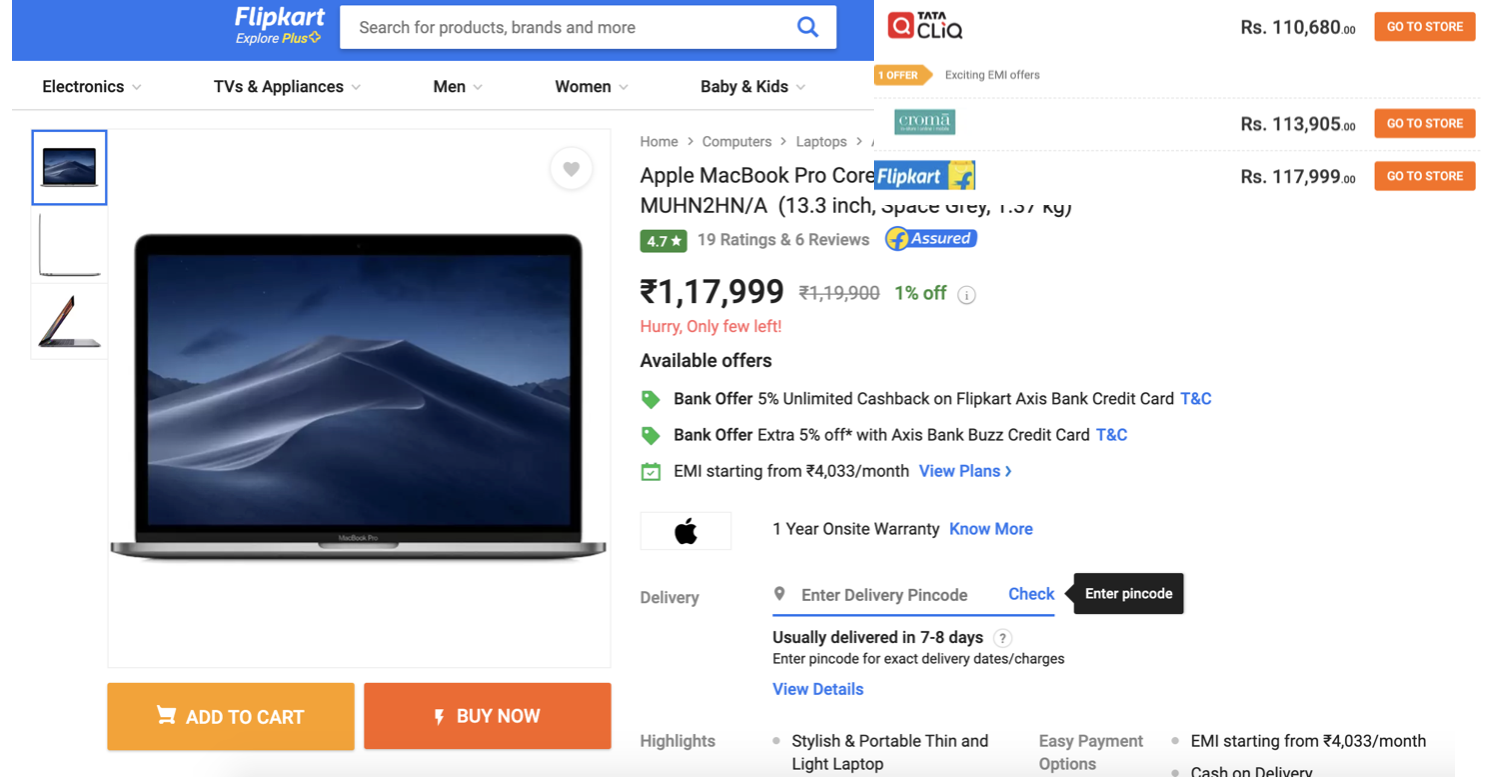 Flipkart
Explore Plus
Search for products, brands and more
Electronics
TVs & Appliances
Men
Women
Baby & Kids
TATA
CLiQ
Rs. 110,680.00
GO TO STORE
1 OFFER
Exciting EMI offers
croma
Rs. 113,905.00
GO TO STORE
Flipkart
Rs. 117,999.00
GO TO STORE
Home > Computers > Laptops >
Apple MacBook Pro Core
MUHN2HN/A (13.3 inch, Space Grey, 1.37 kg)
4.7★ 19 Ratings & 6 Reviews Assured
₹1,17,999 ₹1,19,900 1% off
Hurry, Only few left!
Available offers
Bank Offer 5% Unlimited Cashback on Flipkart Axis Bank Credit Card T&C
Bank Offer Extra 5% off* with Axis Bank Buzz Credit Card T&C
EMI starting from ₹4,033/month View Plans ›
MacBook Pro
1 Year Onsite Warranty Know More
Delivery
Enter Delivery Pincode Check
Enter pincode
Usually delivered in 7-8 days ?
Enter pincode for exact delivery dates/charges
View Details
ADD TO CART
BUY NOW
Highlights
Stylish & Portable Thin and
Light Laptop
Easy Payment
Options
EMI starting from ₹4,033/month
Cash on Delivery